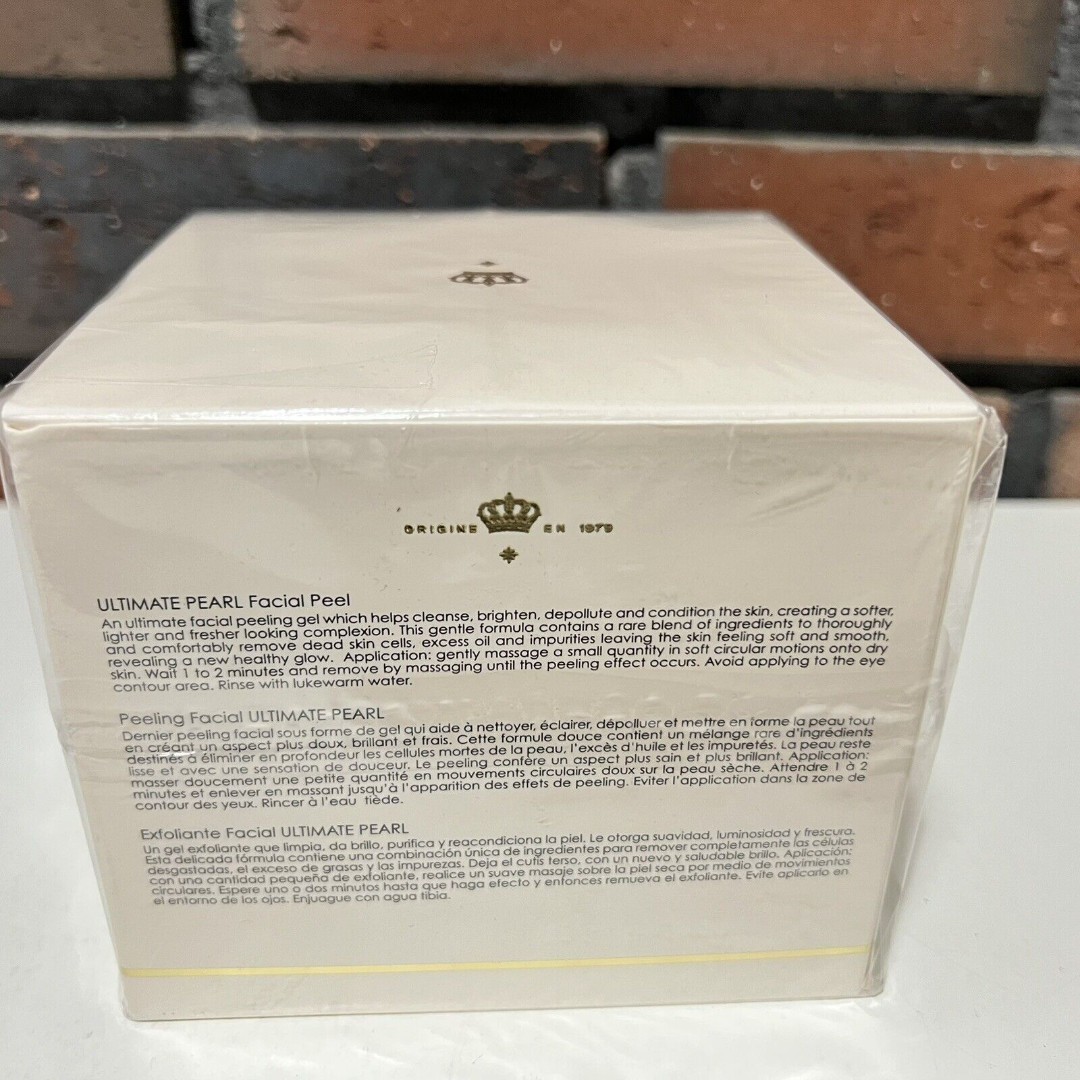 ORIGINE EN 1979
ULTIMATE PEARL Facial Peel
An ultimate facial peeling gel which helps cleanse, brighten, depollute and condition the skin, creating a softer,
lighter and fresher looking complexion. This gentle formula contains a rare blend of ingredients to thoroughly
and comfortably remove dead skin cells, excess oil and impurities leaving the skin feeling soft and smooth,
revealing a new healthy glow. Application: gently massage a small quantity in soft circular motions onto dry
skin. Wait 1 to 2 minutes and remove by massaging until the peeling effect occurs. Avoid applying to the eye
contour area. Rinse with lukewarm water.
Peeling Facial ULTIMATE PEARL
Dernier peeling facial sous forme de gel qui aide à nettoyer, éclairer, dépolluer et mettre en forme la peau tout
en créant un aspect plus doux, brillant et frais. Cette formule douce contient un mélange rare d'ingrédients
destinés à éliminer en profondeur les cellules mortes de la peau, l'excès d'huile et les impuretés. La peau reste
lisse et avec une sensation de douceur. Le peeling confère un aspect plus sain et plus brillant. Application:
masser doucement une petite quantité en mouvements circulaires doux sur la peau sèche. Attendre 1 à 2
minutes et enlever en massant jusqu'à l'apparition des effets de peeling. Eviter l'application dans la zone de
contour des yeux. Rincer à l'eau tiède.
Exfoliante Facial ULTIMATE PEARL
Un gel exfoliante que limpia, da brillo, purifica y reacondiciona la piel. Le otorga suavidad, luminosidad y frescura.
Esta delicada fórmula contiene una combinación única de ingredientes para remover completamente las células
desgastadas, el exceso de grasas y las impurezas. Deja el cutis terso, con un nuevo y saludable brillo. Aplicación:
con una cantidad pequeña de exfoliante, realice un suave masaje sobre la piel seca por medio de movimientos
circulares. Espere uno o dos minutos hasta que haga efecto y entonces remueva el exfoliante. Evite aplicarlo en
el entorno de los ojos. Enjuague con agua tibia.